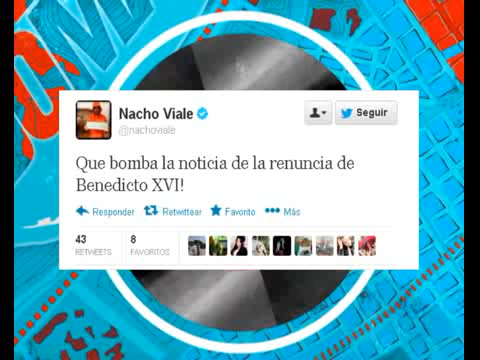 Nacho Viale
@nachoviale
Seguir
Que bomba la noticia de la renuncia de
Benedicto XVI!
Responder Retwittear Favorito Más
43 8
RETWEETS FAVORITOS